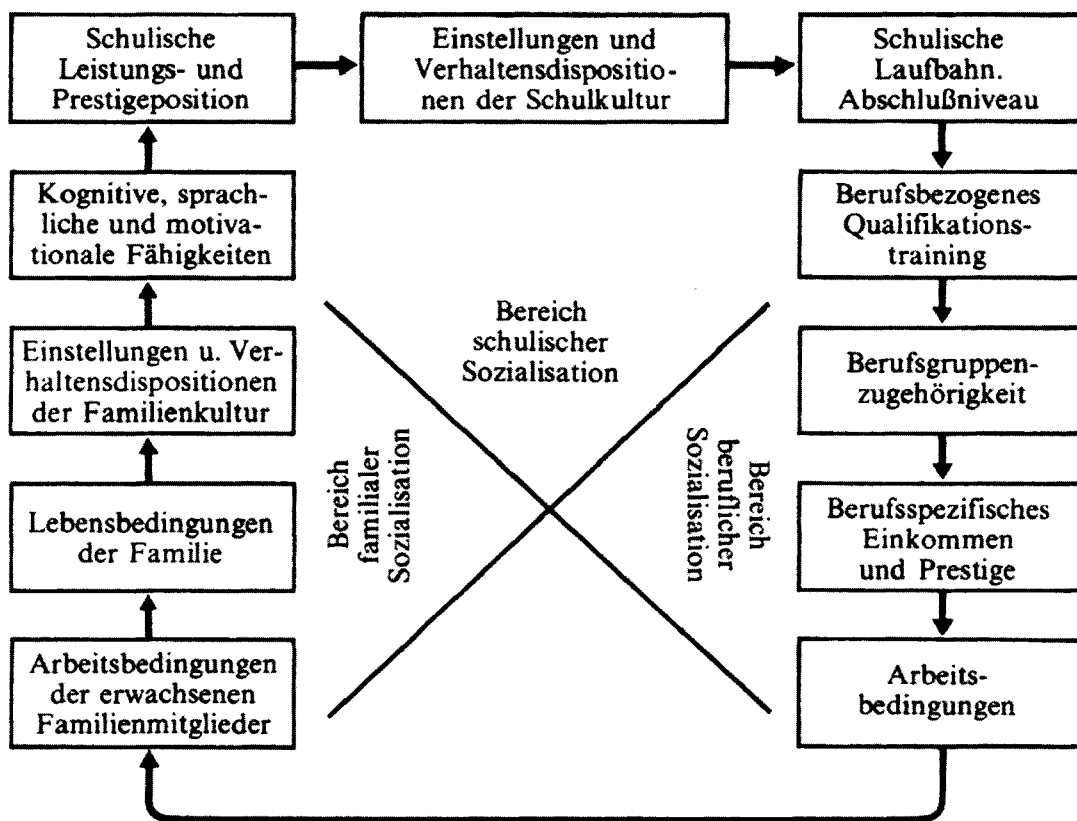 Schulische
Leistungs- und
Prestigeposition
Einstellungen und
Verhaltensdispositio-
nen der Schulkultur
Schulische
Laufbahn.
Abschlußniveau
Kognitive, sprach-
liche und motiva-
tionale Fähigkeiten
Berufsbezogenes
Qualifikations-
training
Einstellungen u. Ver-
haltensdispositionen
der Familienkultur
Bereich
schulischer
Sozialisation
Berufsgruppen-
zugehörigkeit
Lebensbedingungen
der Familie
Bereich
familialer
Sozialisation
Bereich
beruflicher
Sozialisation
Berufsspezifisches
Einkommen
und Prestige
Arbeitsbedingungen
der erwachsenen
Familienmitglieder
Arbeits-
bedingungen